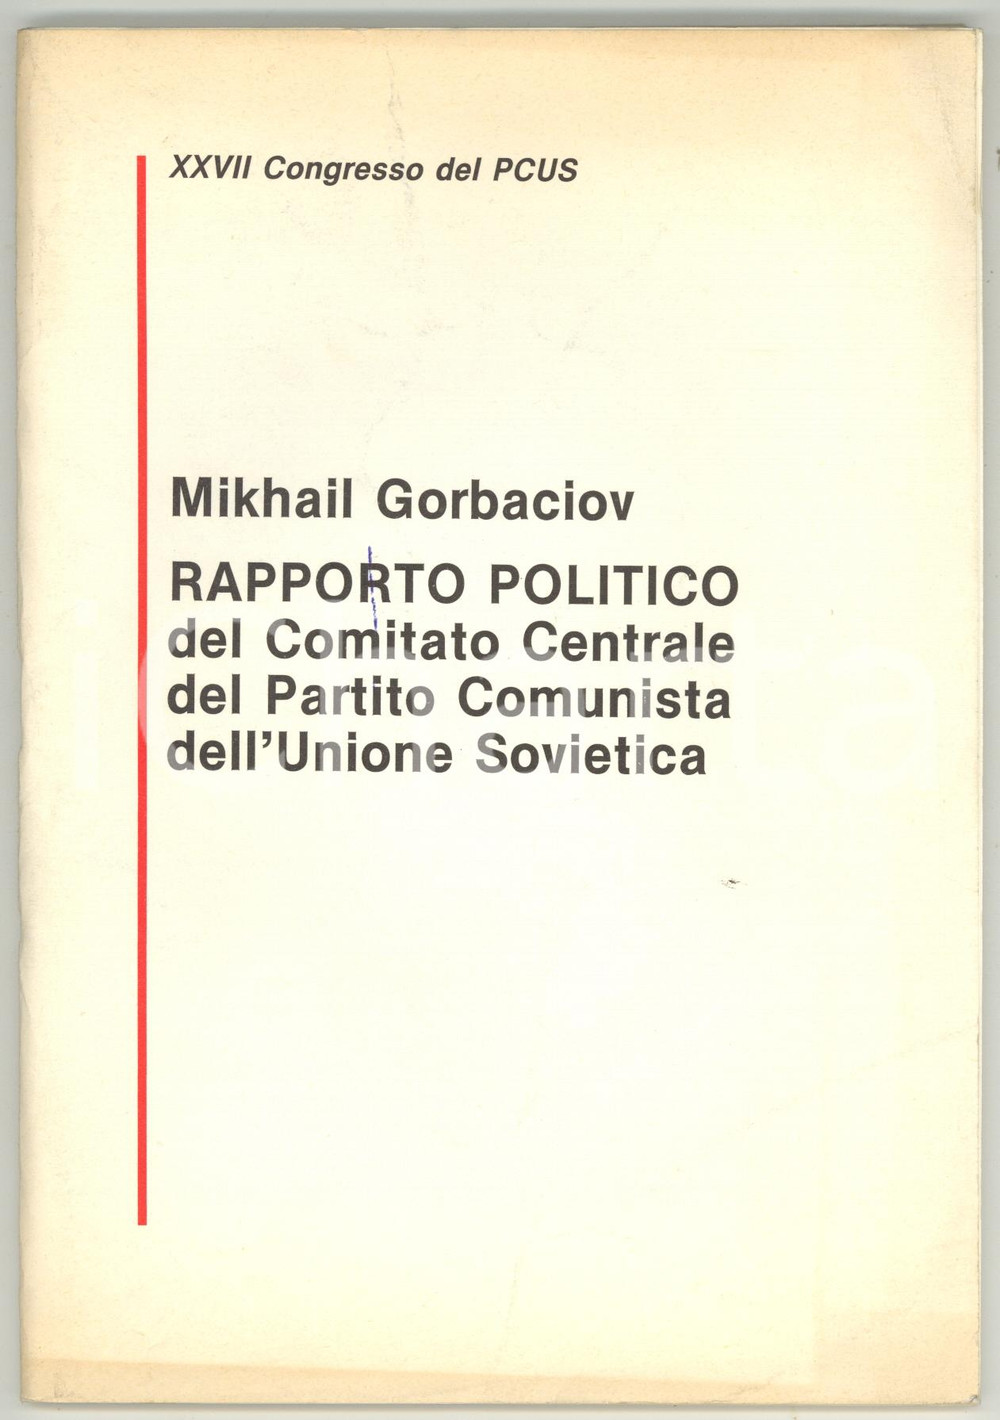 XXVII Congresso del PCUS
Mikhail Gorbaciov
RAPPORTO POLITICO
del Comitato Centrale
del Partito Comunista
dell'Unione Sovietica